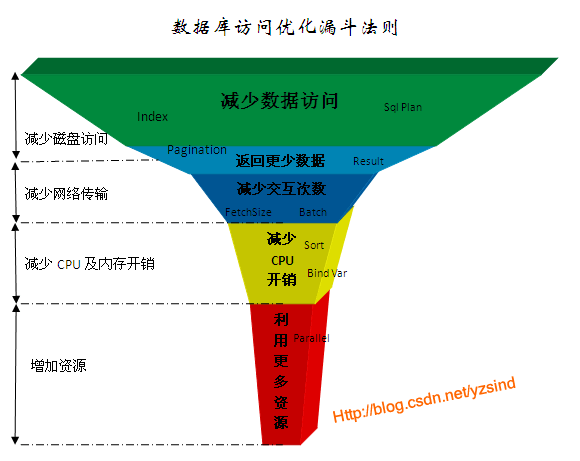 数据库访问优化漏斗法则
减少数据访问
Index
Sql Plan
减少磁盘访问
Pagination
返回更少数据
Result
减少网络传输
减少交互次数
FetchSize
Batch
减少 CPU 及内存开销
减少
CPU
开销
Sort
Bind Var
增加资源
利
用
更
多
资
源
Parallel
Http://blog.csdn.net/yzsind